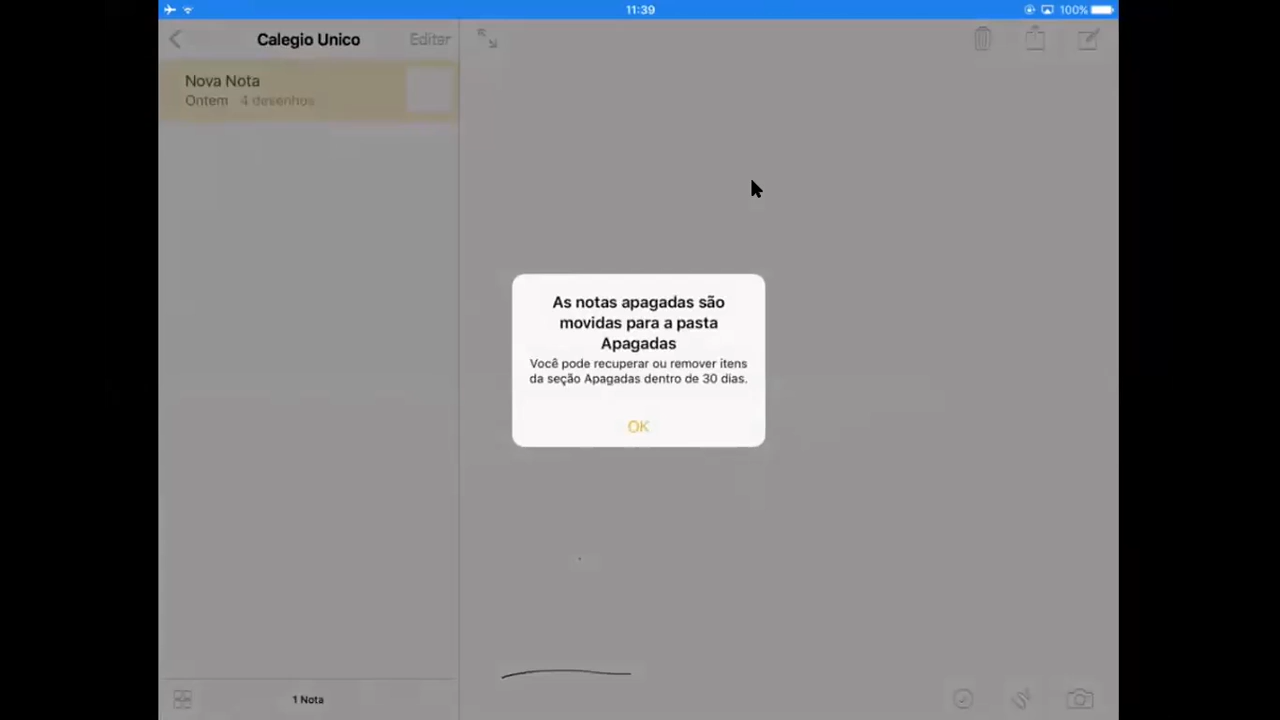 11:39
100%
Calegio Unico
Editar
Nova Nota
Ontem 4 desenhos
As notas apagadas são
movidas para a pasta
Apagadas
Você pode recuperar ou remover itens
da seção Apagadas dentro de 30 dias.
OK
1 Nota